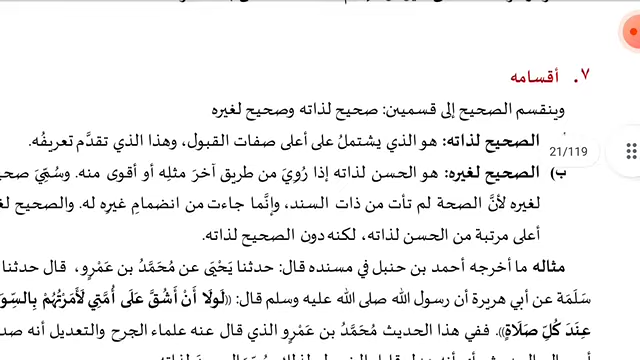 ٧. أقسامه
وينقسم الصحيح إلى قسمين: صحيح لذاته وصحيح لغيره
الصحيح لذاته: هو الذي يشتملُ على أعلى صفات القبول، وهذا الذي تقدَّم تعريفُه.
21/119
ب) الصحيح لغيره: هو الحسن لذاته إذا رُويَ من طريق آخرَ مثلِه أو أقوى منه. وسُمِّيَ
لغيره لأنَّ الصحة لم تأت من ذات السند، وإنَّما جاءت من انضمامِ غيرِه له. والصحيح
أعلى مرتبة من الحسن لذاته، لكنه دون الصحيح لذاته.
مثاله ما أخرجه أحمد بن حنبل في مسنده قال: حدثنا يَحْيَى عن مُحَمَّدُ بن عَمْرٍو، قال حدثنا
سَلَمَة عن أبي هريرة أن رسول الله صلى الله عليه وسلم قال: ((لَولَا أَنْ أَشُقَّ عَلَى أُمَّتِي لَأَمَرْتُهُمْ
عِنْدَ كُلِّ صَلَاةٍ)). ففي هذا الحديث مُحَمَّدُ بن عَمْرٍو الذي قال عنه علماء الجرح والتعديل أنه